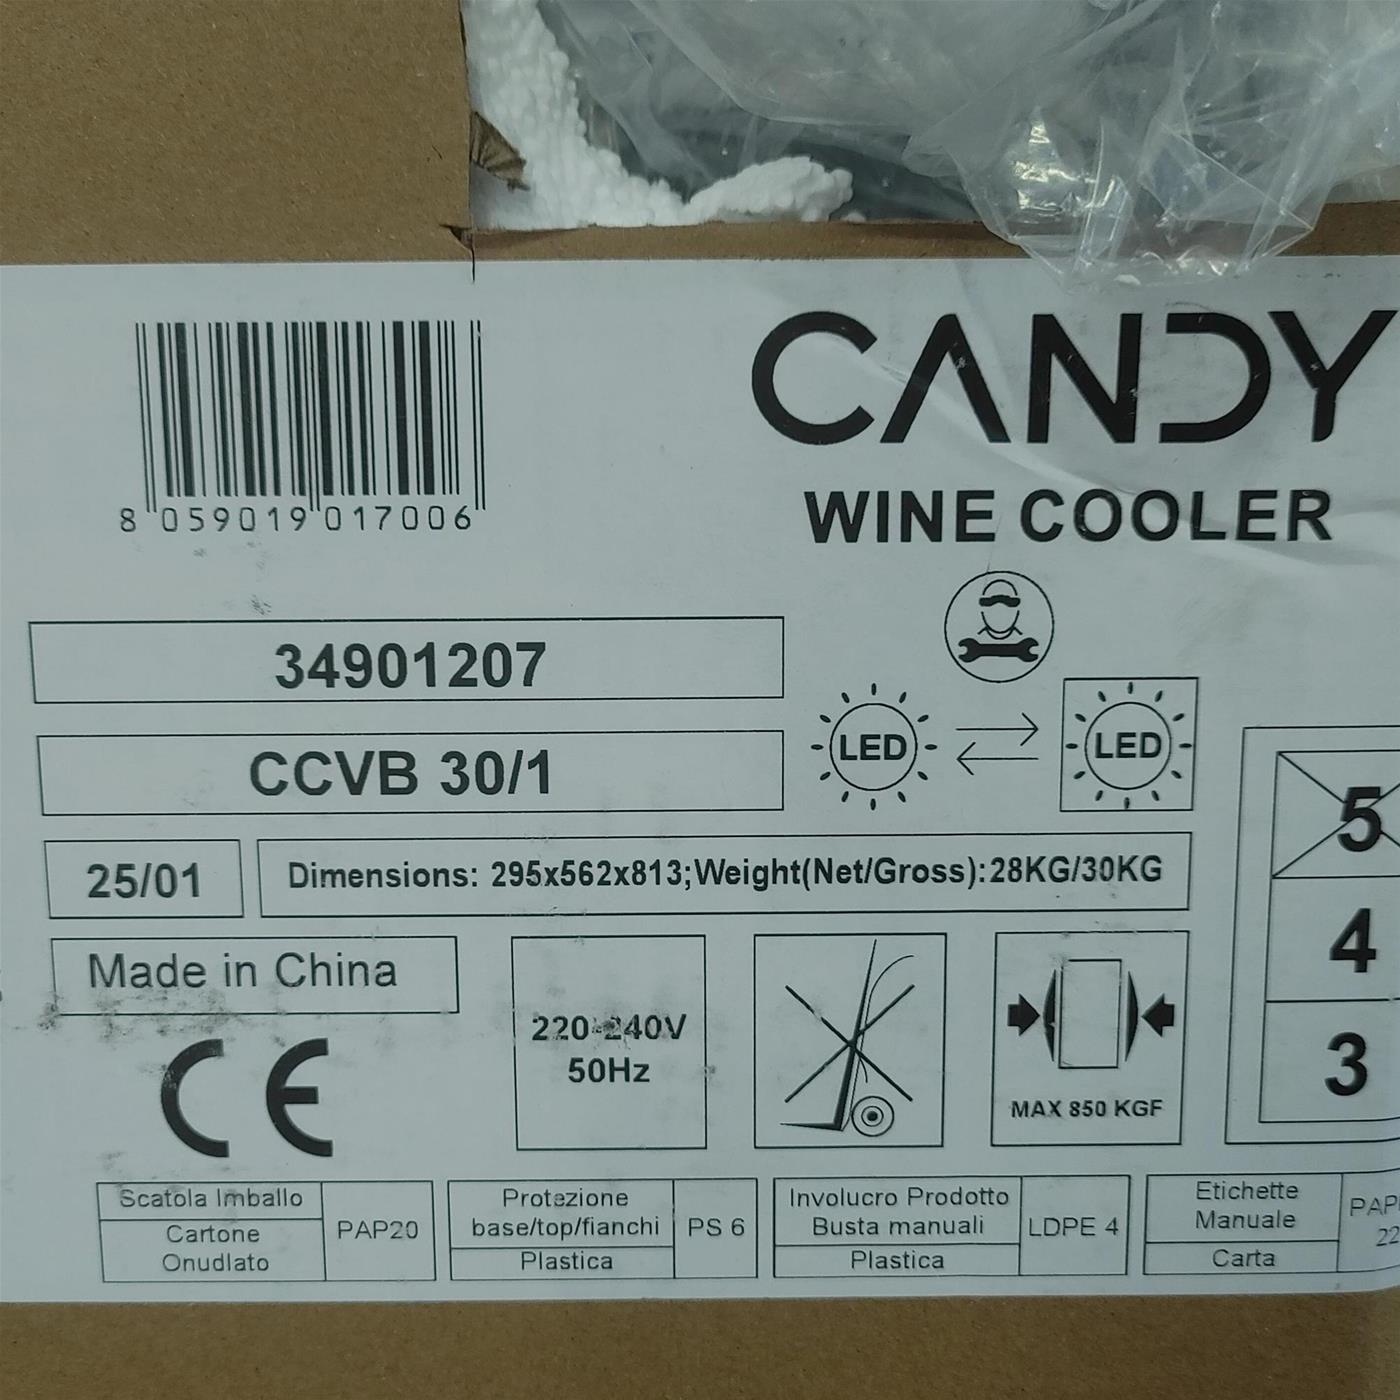 CANDY
WINE COOLER
8 059019 017006
34901207
CCVB 30/1
LED
LED
25/01
Dimensions: 295x562x813;Weight(Net/Gross):28KG/30KG
Made in China
CE
220-240V
50Hz
MAX 850 KGF
5
4
3
Scatola Imballo
Cartone
Onudlato
PAP20
Protezione
base/top/fianchi
Plastica
PS 6
Involucro Prodotto
Busta manuali
Plastica
LDPE 4
Etichette
Manuale
Carta
PAP
22